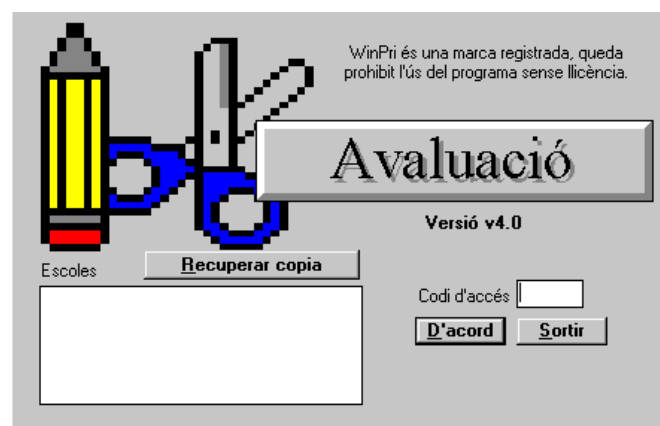 WinPri és una marca registrada, queda
prohibit l'ús del programa sense llicència.
Avaluació
Versió v4.0
Recuperar copia
Escoles
Codi d'accés
D'acord
Sortir